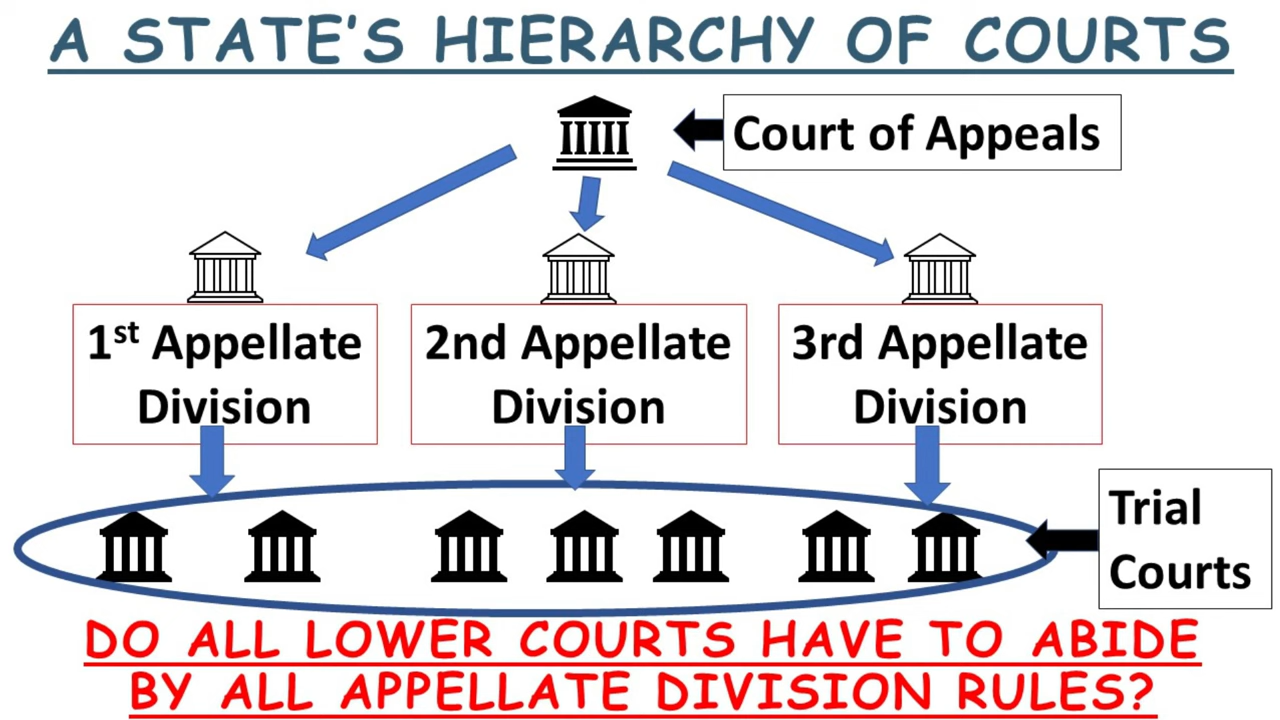 A STATE'S HIERARCHY OF COURTS
Court of Appeals
1st Appellate
Division
2nd Appellate
Division
3rd Appellate
Division
Trial
Courts
DO ALL LOWER COURTS HAVE TO ABIDE
BY ALL APPELLATE DIVISION RULES?